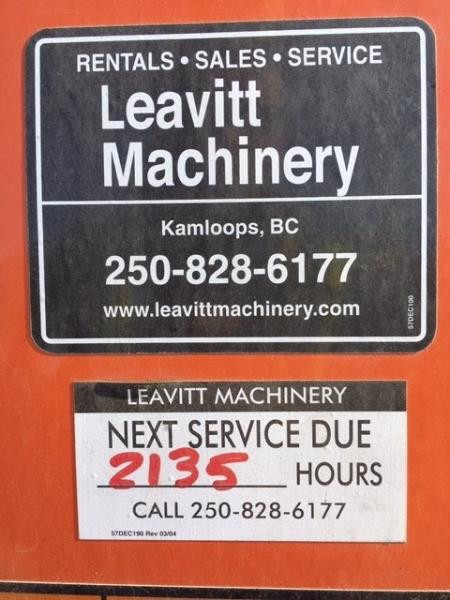 RENTALS • SALES • SERVICE
Leavitt
Machinery
Kamloops, BC
250-828-6177
www.leavittmachinery.com
57DEC100
LEAVITT MACHINERY
NEXT SERVICE DUE
2135 HOURS
CALL 250-828-6177
57DEC190 Rev 03/04